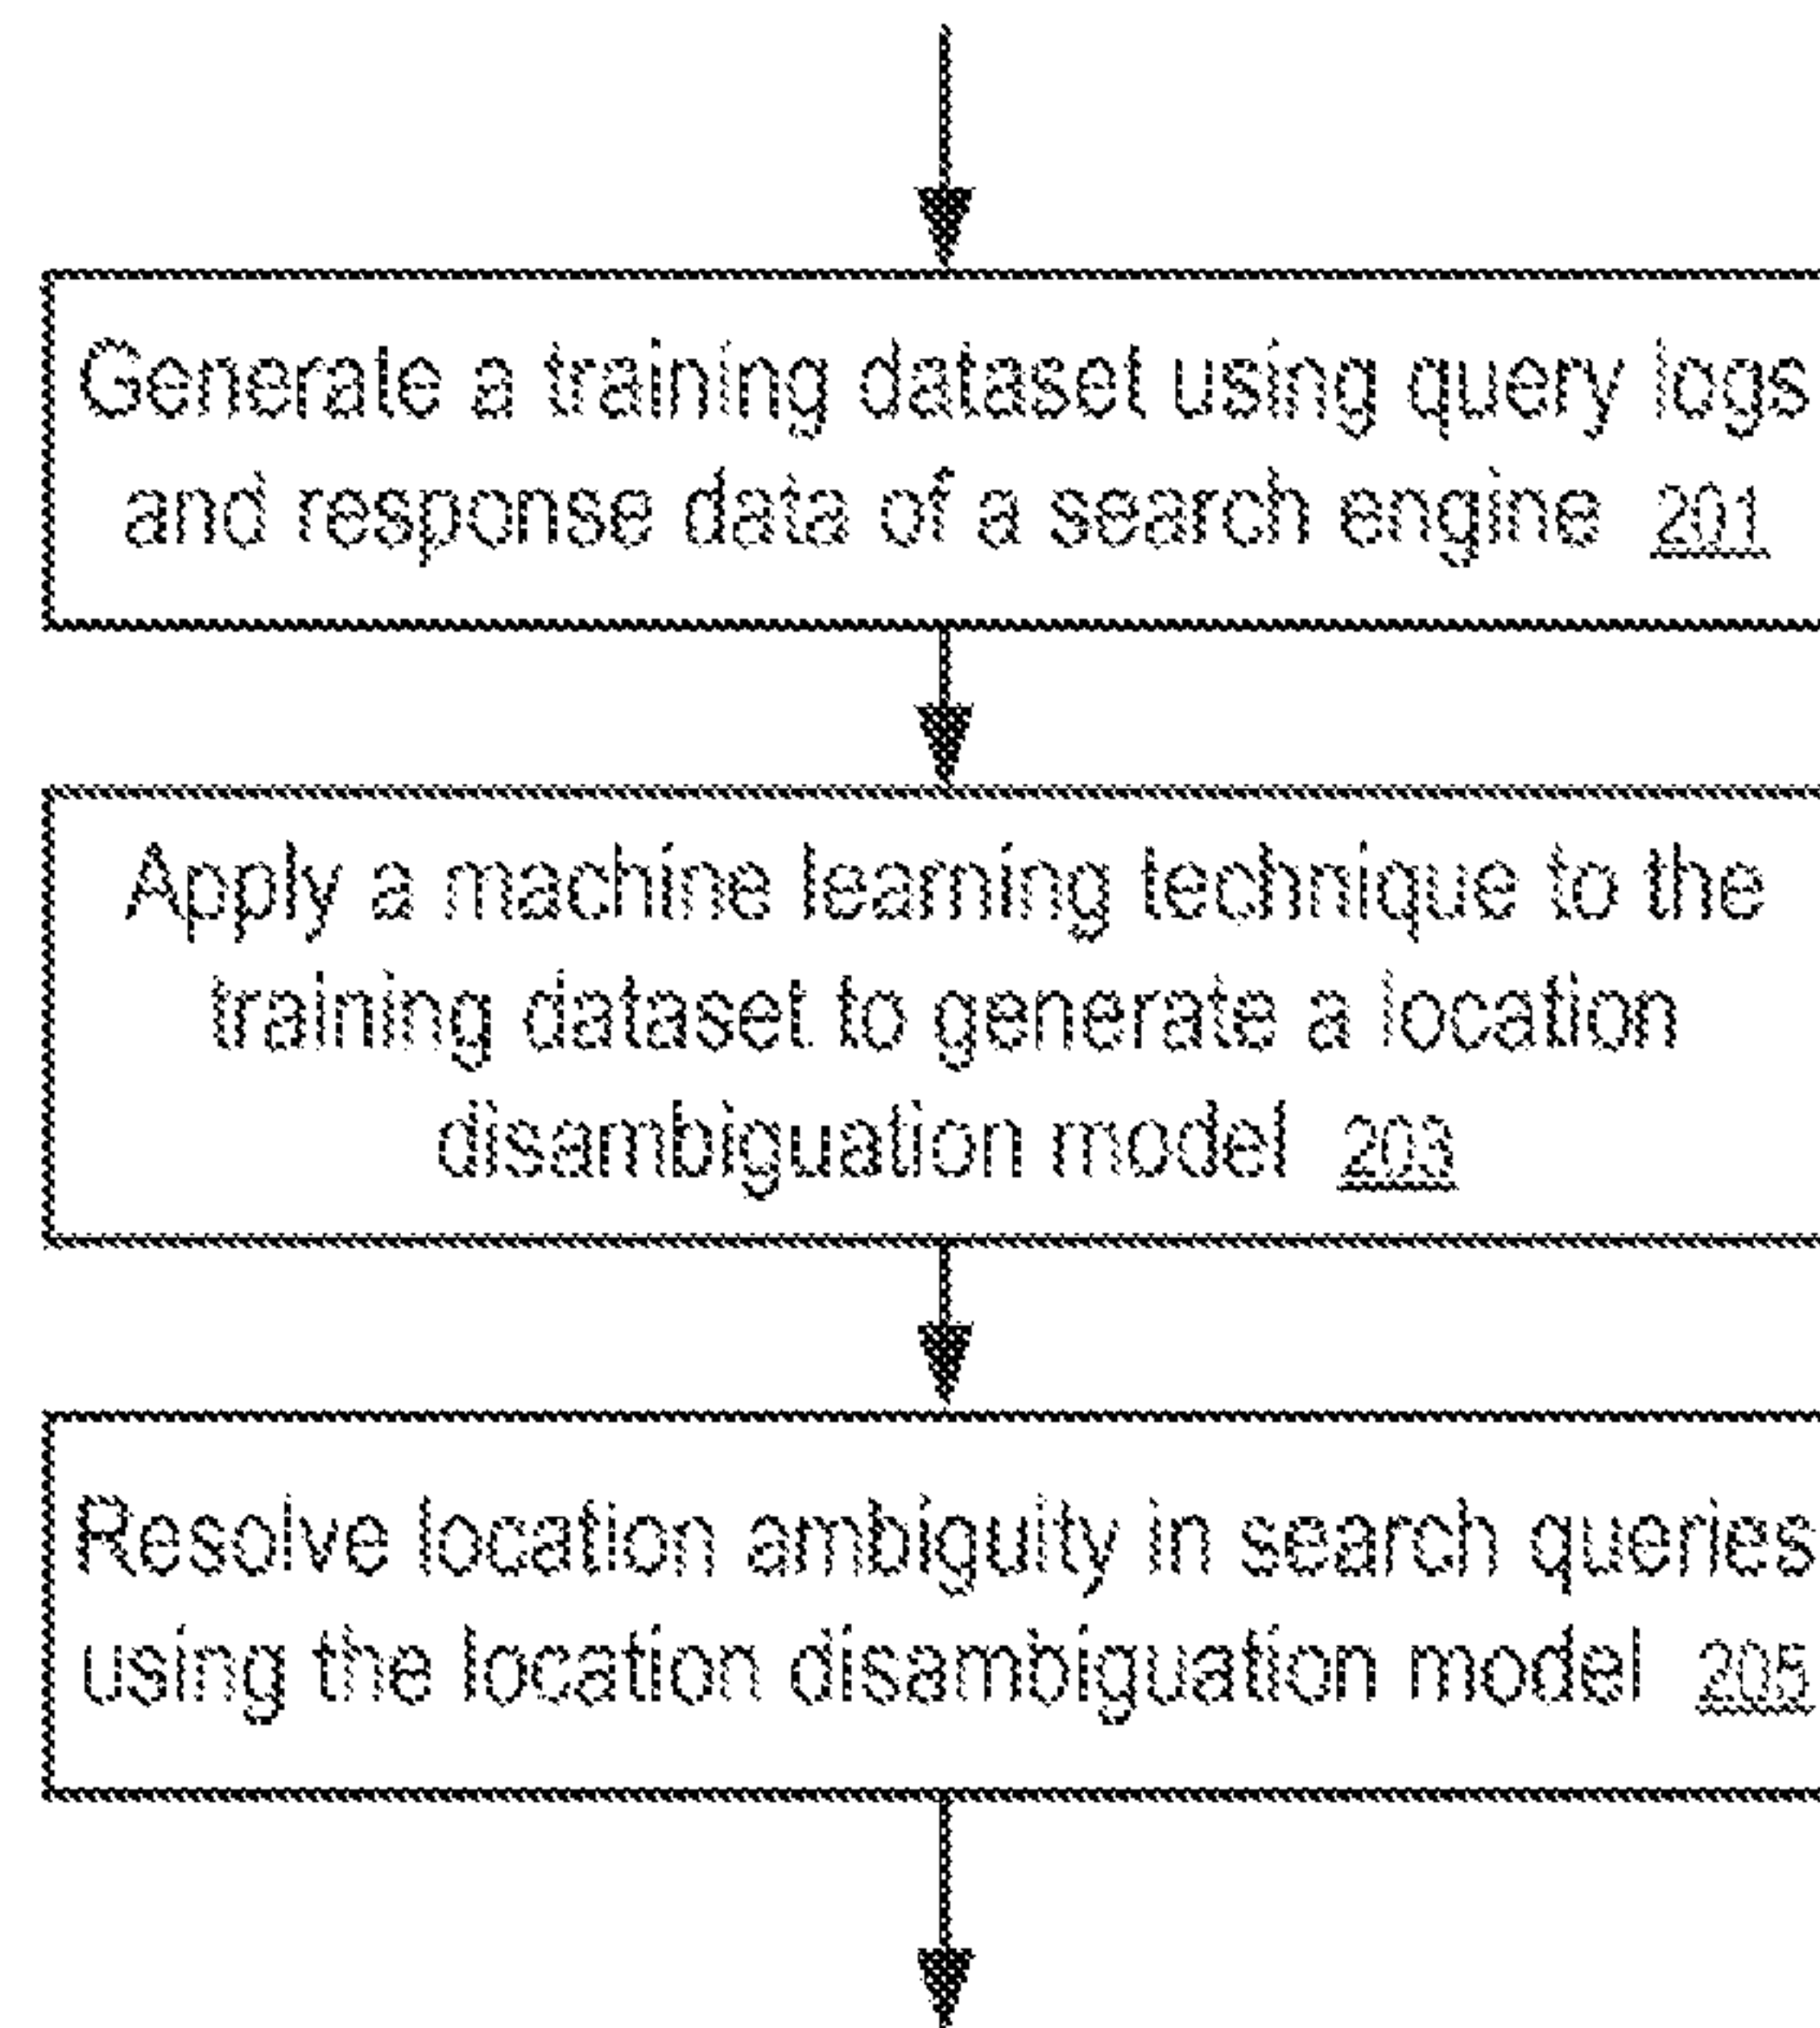 Generate a training dataset using query logs
and response data of a search engine 201
Apply a machine learning technique to the
training dataset to generate a location
disambiguation model 203
Resolve location ambiguity in search queries
using the location disambiguation model 205